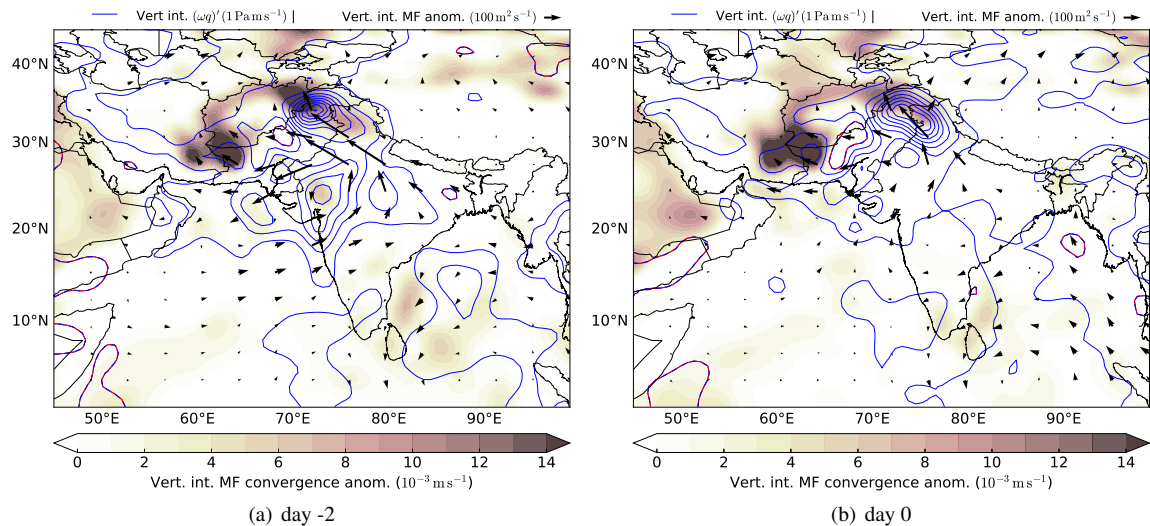 Vert int. (ωq)′(1 Pa m s⁻¹) | Vert. int. MF anom. (100 m² s⁻¹)
40°N
30°N
20°N
10°N
50°E 60°E 70°E 80°E 90°E
0 2 4 6 8 10 12 14
Vert. int. MF convergence anom. (10⁻³ m s⁻¹)
(a) day -2
Vert int. (ωq)′(1 Pa m s⁻¹) | Vert. int. MF anom. (100 m² s⁻¹)
40°N
30°N
20°N
10°N
50°E 60°E 70°E 80°E 90°E
0 2 4 6 8 10 12 14
Vert. int. MF convergence anom. (10⁻³ m s⁻¹)
(b) day 0